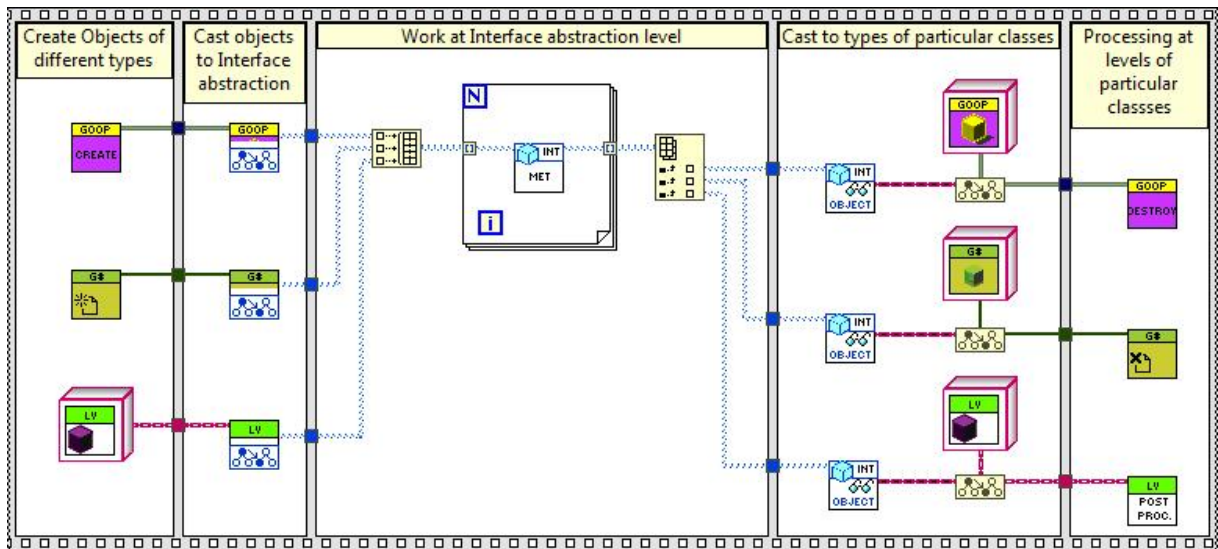 Create Objects of
different types
Cast objects
to Interface
abstraction
Work at Interface abstraction level
Cast to types of particular classes
Processing at
levels of
particular
classses
GOOP
CREATE
GOOP
N
INT
MET
i
INT
OBJECT
GOOP
GOOP
DESTROY
G#
G#
INT
OBJECT
G#
G#
LV
LV
INT
OBJECT
LV
LV
POST
PROC.